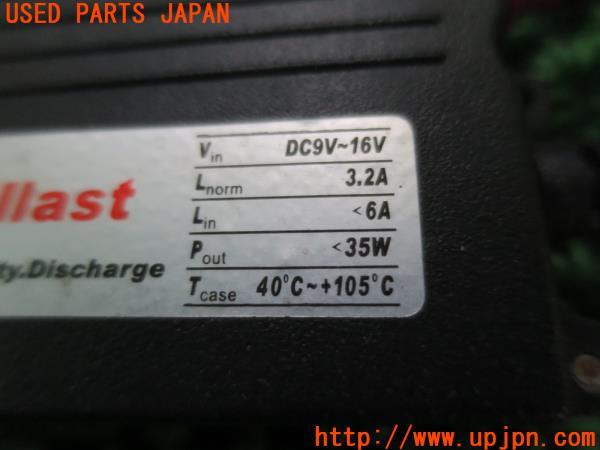 USED PARTS JAPAN
Vin DC9V~16V
Lnorm 3.2A
llast
Lin <6A
Pout <35W
ty.Discharge
Tcase 40°C~+105°C
http://www.upjpn.com/